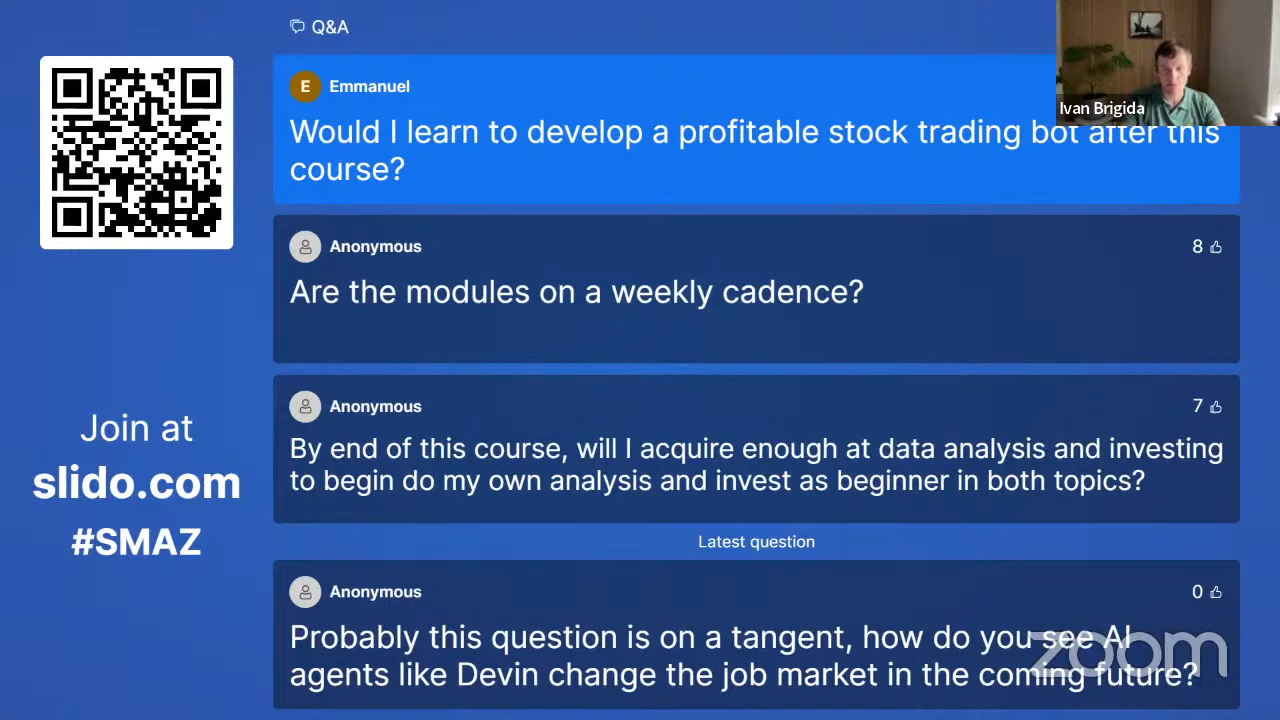 Q&A
E Emmanuel
Would I learn to develop a profitable stock trading bot after this
course?
Ivan Brigida
Anonymous
8
Are the modules on a weekly cadence?
Anonymous
7
By end of this course, will I acquire enough at data analysis and investing
to begin do my own analysis and invest as beginner in both topics?
Join at
slido.com
#SMAZ
Latest question
Anonymous
0
Probably this question is on a tangent, how do you see AI
agents like Devin change the job market in the coming future?
zoom